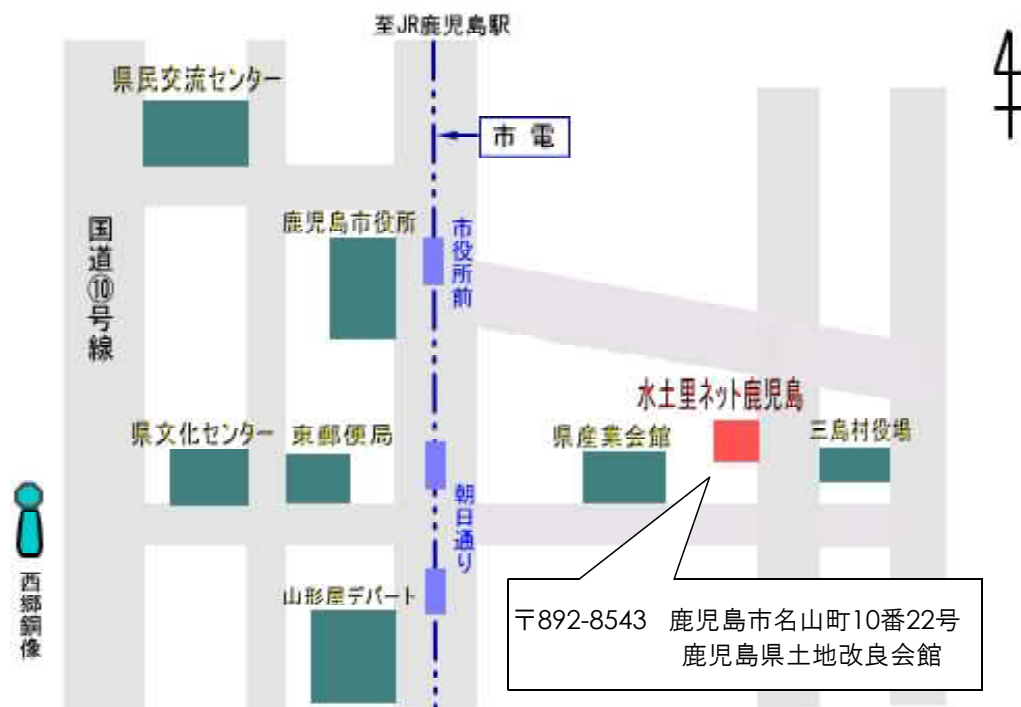 至JR鹿児島駅
県民交流センター
市電
鹿児島市役所
国道⑩号線
市役所前
水土里ネット鹿児島
県文化センター
東郵便局
県産業会館
三島村役場
朝日通り
西郷銅像
山形屋デパート
〒892-8543 鹿児島市名山町10番22号
鹿児島県土地改良会館